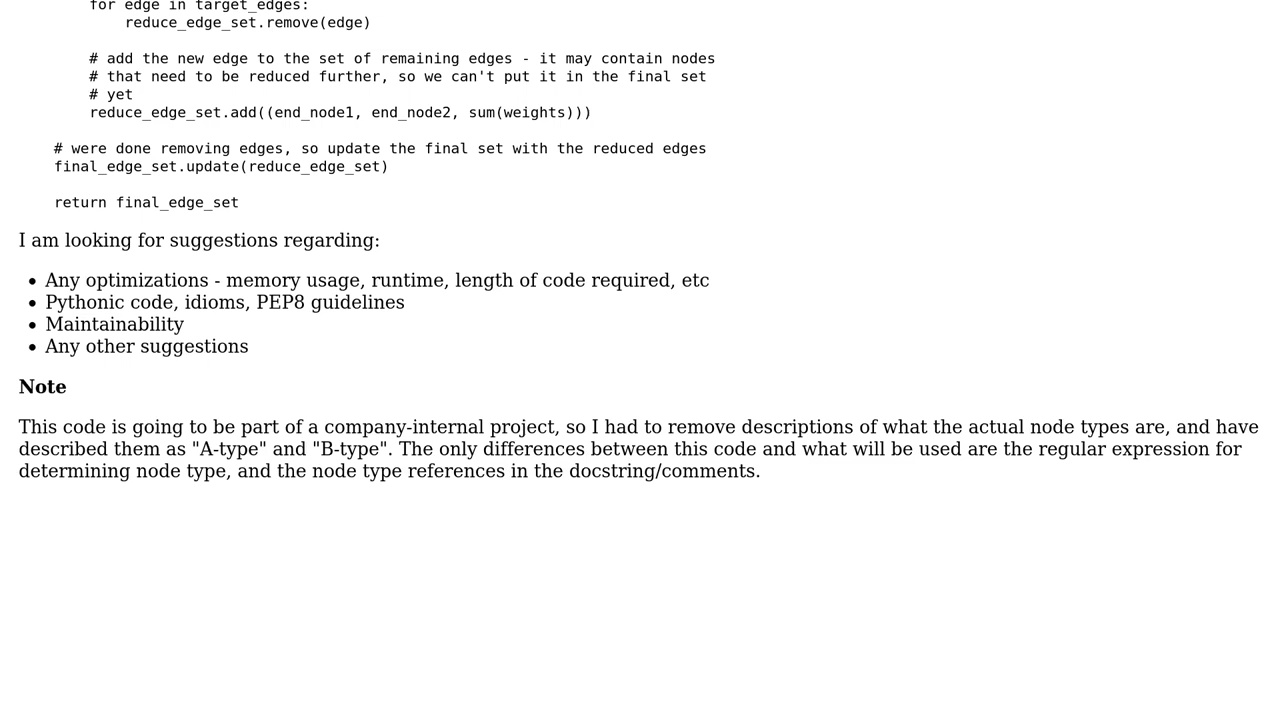 for edge in target_edges:
reduce_edge_set.remove(edge)
# add the new edge to the set of remaining edges - it may contain nodes
# that need to be reduced further, so we can't put it in the final set
# yet
reduce_edge_set.add((end_node1, end_node2, sum(weights)))
# were done removing edges, so update the final set with the reduced edges
final_edge_set.update(reduce_edge_set)
return final_edge_set
I am looking for suggestions regarding:
• Any optimizations - memory usage, runtime, length of code required, etc
• Pythonic code, idioms, PEP8 guidelines
• Maintainability
• Any other suggestions
Note
This code is going to be part of a company-internal project, so I had to remove descriptions of what the actual node types are, and have
described them as "A-type" and "B-type". The only differences between this code and what will be used are the regular expression for
determining node type, and the node type references in the docstring/comments.